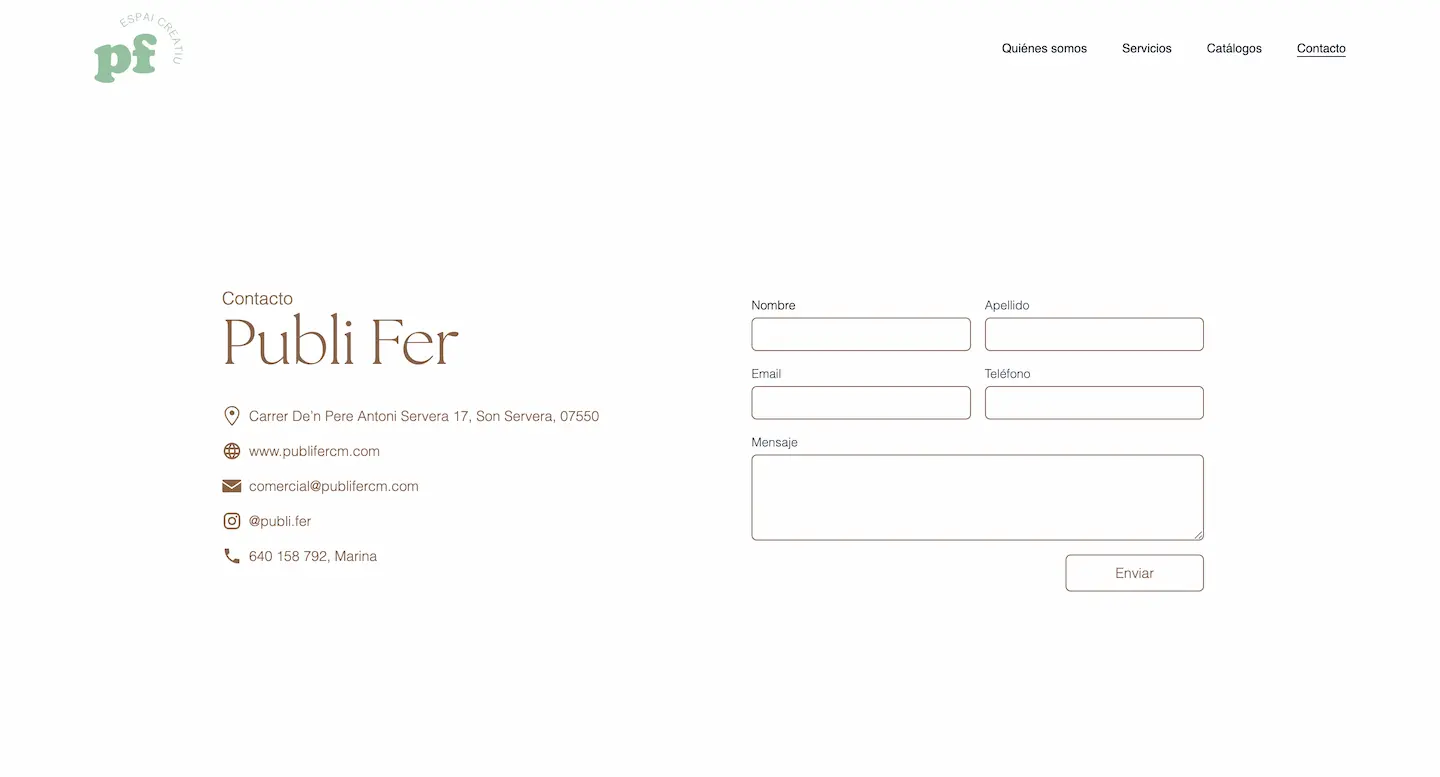 ESPAI CREATIU
pf
Quiénes somos
Servicios
Catálogos
Contacto
Contacto
Publi Fer
Carrer De'n Pere Antoni Servera 17, Son Servera, 07550
www.publifercm.com
comercial@publifercm.com
@publi.fer
640 158 792, Marina
Nombre
Apellido
Email
Teléfono
Mensaje
Enviar